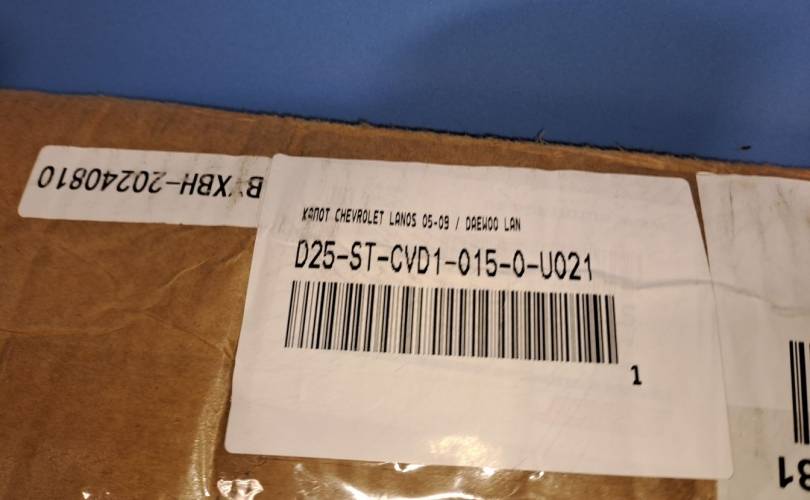 КАПОТ CHEVROLET LANOS 05-09 / DAEWOO LAN
D25-ST-CVD1-015-0-U021
1
XBH-20240810